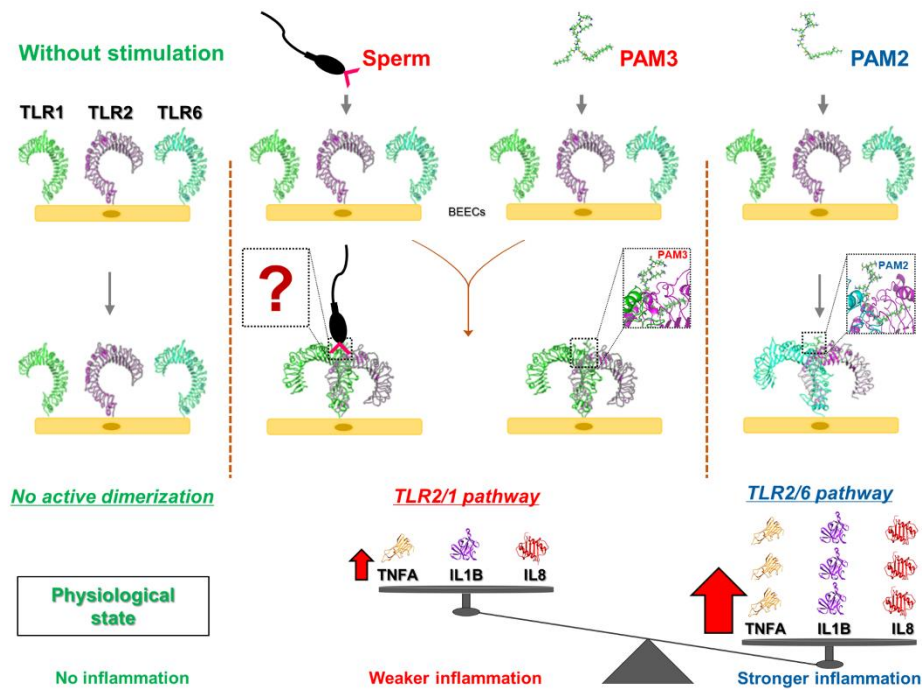 Without stimulation
Sperm
PAM3
PAM2
TLR1 TLR2 TLR6
BEECs
?
PAM3
PAM2
No active dimerization
TLR2/1 pathway
TLR2/6 pathway
TNFA IL1B IL8
TNFA IL1B IL8
Physiological
state
No inflammation
Weaker inflammation
Stronger inflammation